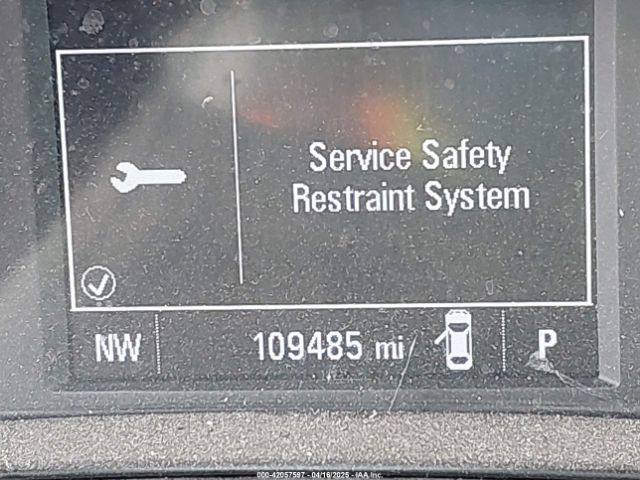 Service Safety
Restraint System
NW 109485 mi P
000-42057597 - 04/16/2025 - IAA Inc.